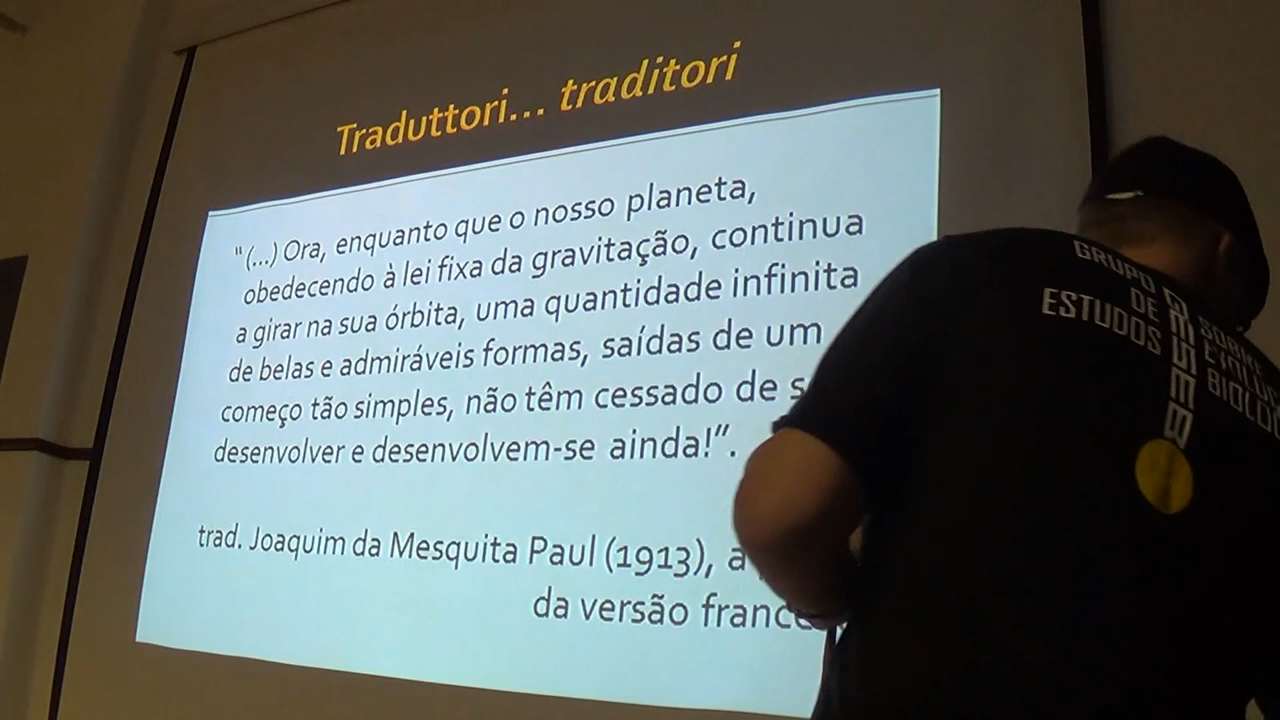 Traduttori... traditori
"(...) Ora, enquanto que o nosso planeta,
obedecendo à lei fixa da gravitação, continua
a girar na sua órbita, uma quantidade infinita
de belas e admiráveis formas, saídas de um
começo tão simples, não têm cessado de
desenvolver e desenvolvem-se ainda!".
trad. Joaquim da Mesquita Paul (1913), a
da versão
GRUPO
DE
ESTUDOS
SOBRE